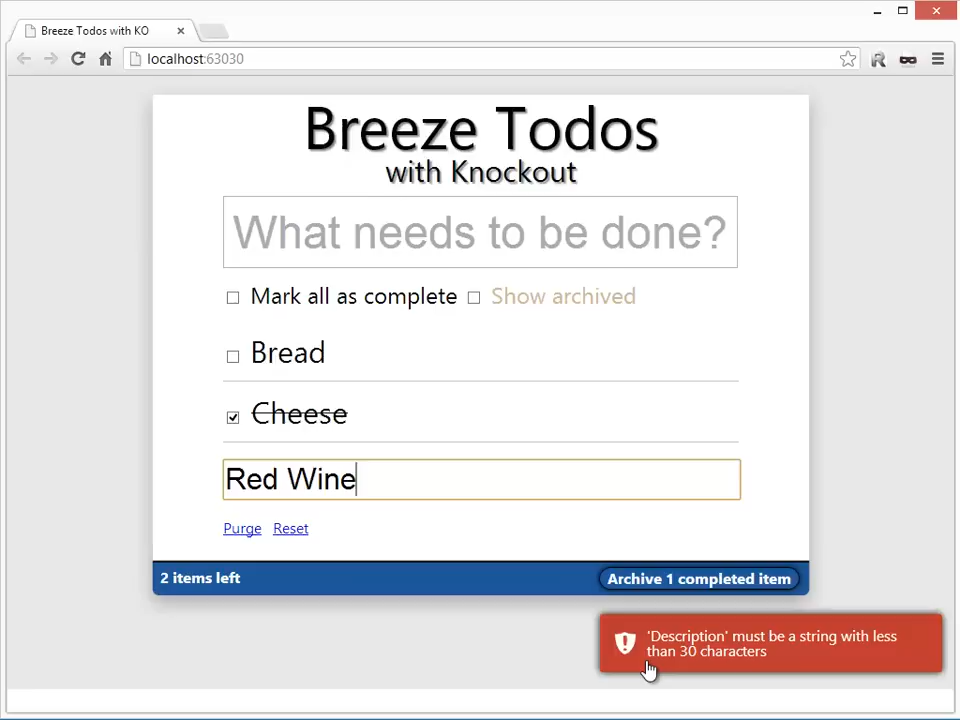 Breeze Todos with KO
localhost:63030
Breeze Todos
with Knockout
What needs to be done?
Mark all as complete Show archived
Bread
Cheese
Red Wine
Purge Reset
2 items left Archive 1 completed item
'Description' must be a string with less
than 30 characters